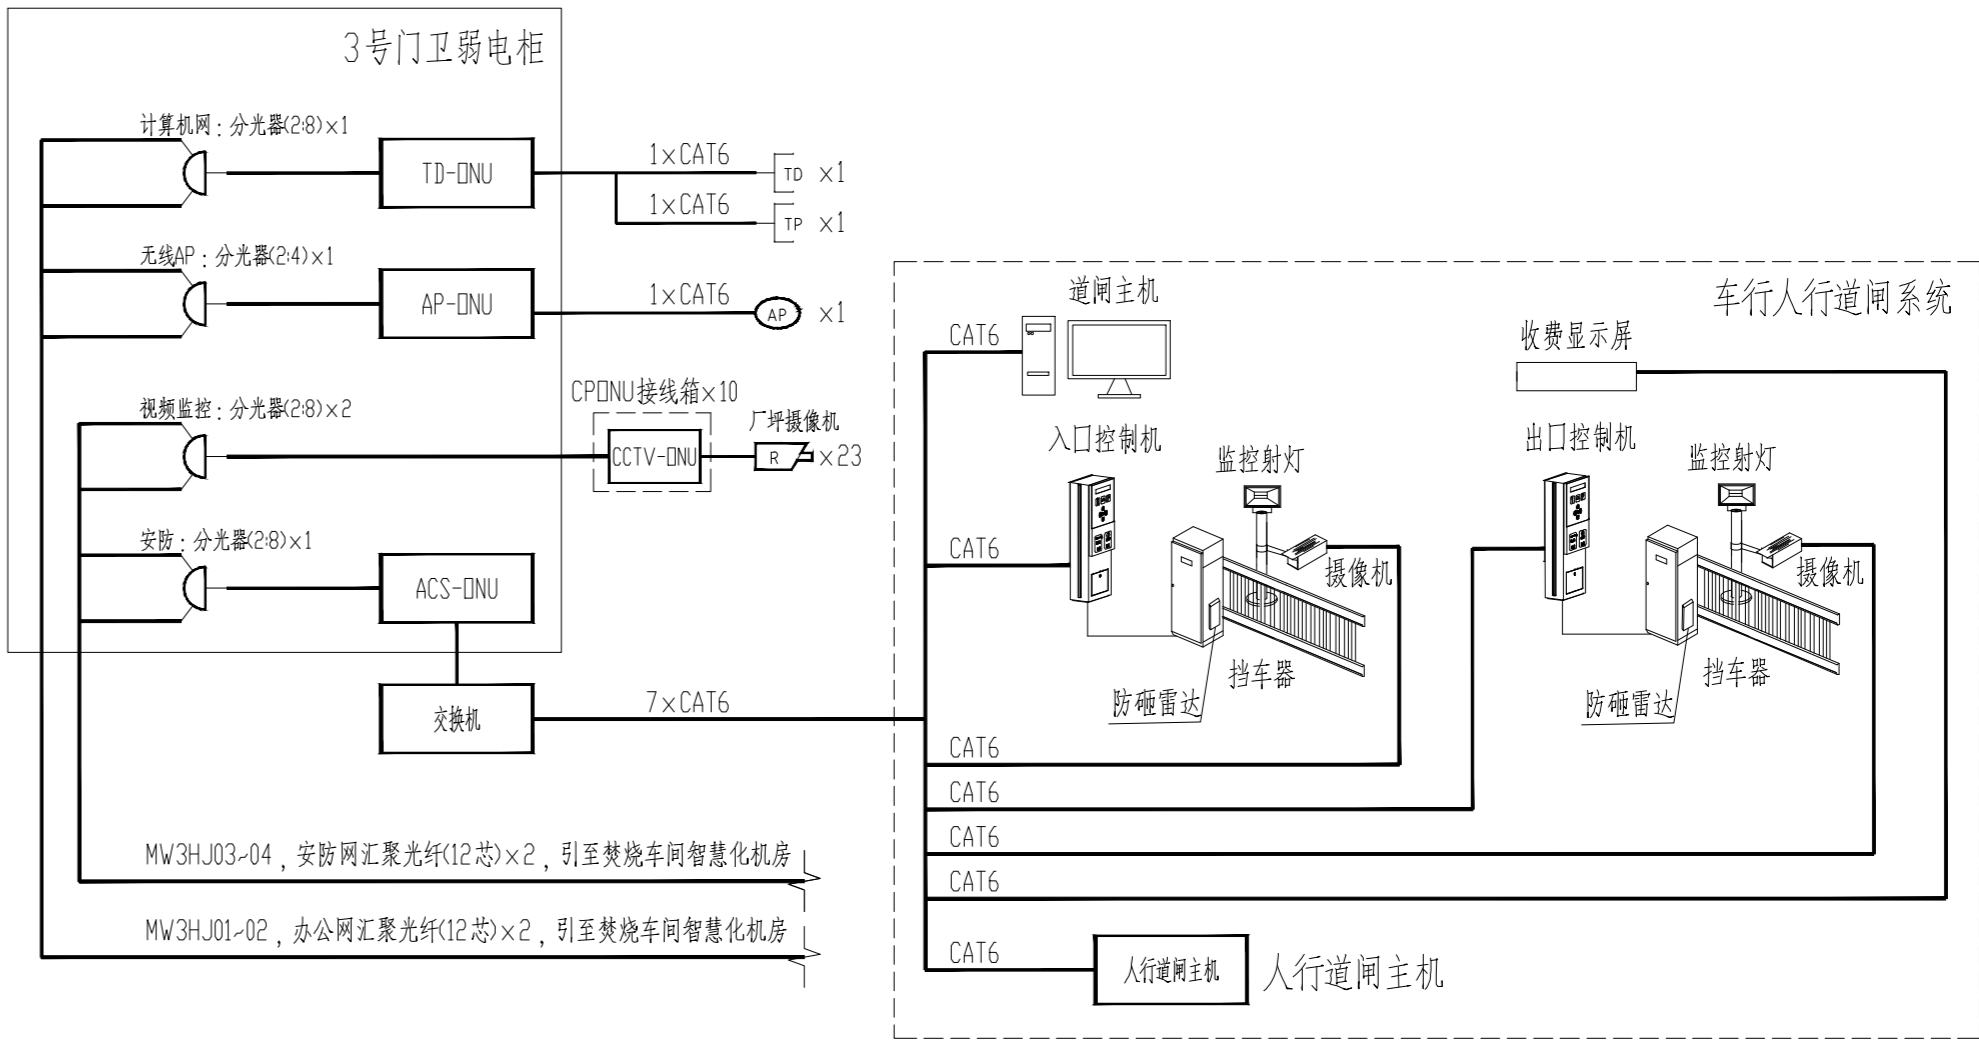 3号门卫弱电柜
计算机网：分光器(2:8)×1
TD-ONU
1×CAT6
TD ×1
1×CAT6
TP ×1
无线AP：分光器(2:4)×1
AP-ONU
1×CAT6
AP ×1
视频监控：分光器(2:8)×2
CPONU接线箱×10
CCTV-ONU
厂坪摄像机
R ×23
安防：分光器(2:8)×1
ACS-ONU
交换机
7×CAT6
MW3HJ03~04，安防网汇聚光纤(12芯)×2，引至焚烧车间智慧化机房
MW3HJ01~02，办公网汇聚光纤(12芯)×2，引至焚烧车间智慧化机房
车行人行道闸系统
道闸主机
CAT6
收费显示屏
入口控制机
监控射灯
CAT6
摄像机
挡车器
防砸雷达
出口控制机
监控射灯
摄像机
挡车器
防砸雷达
CAT6
CAT6
CAT6
CAT6
CAT6
人行道闸主机
人行道闸主机